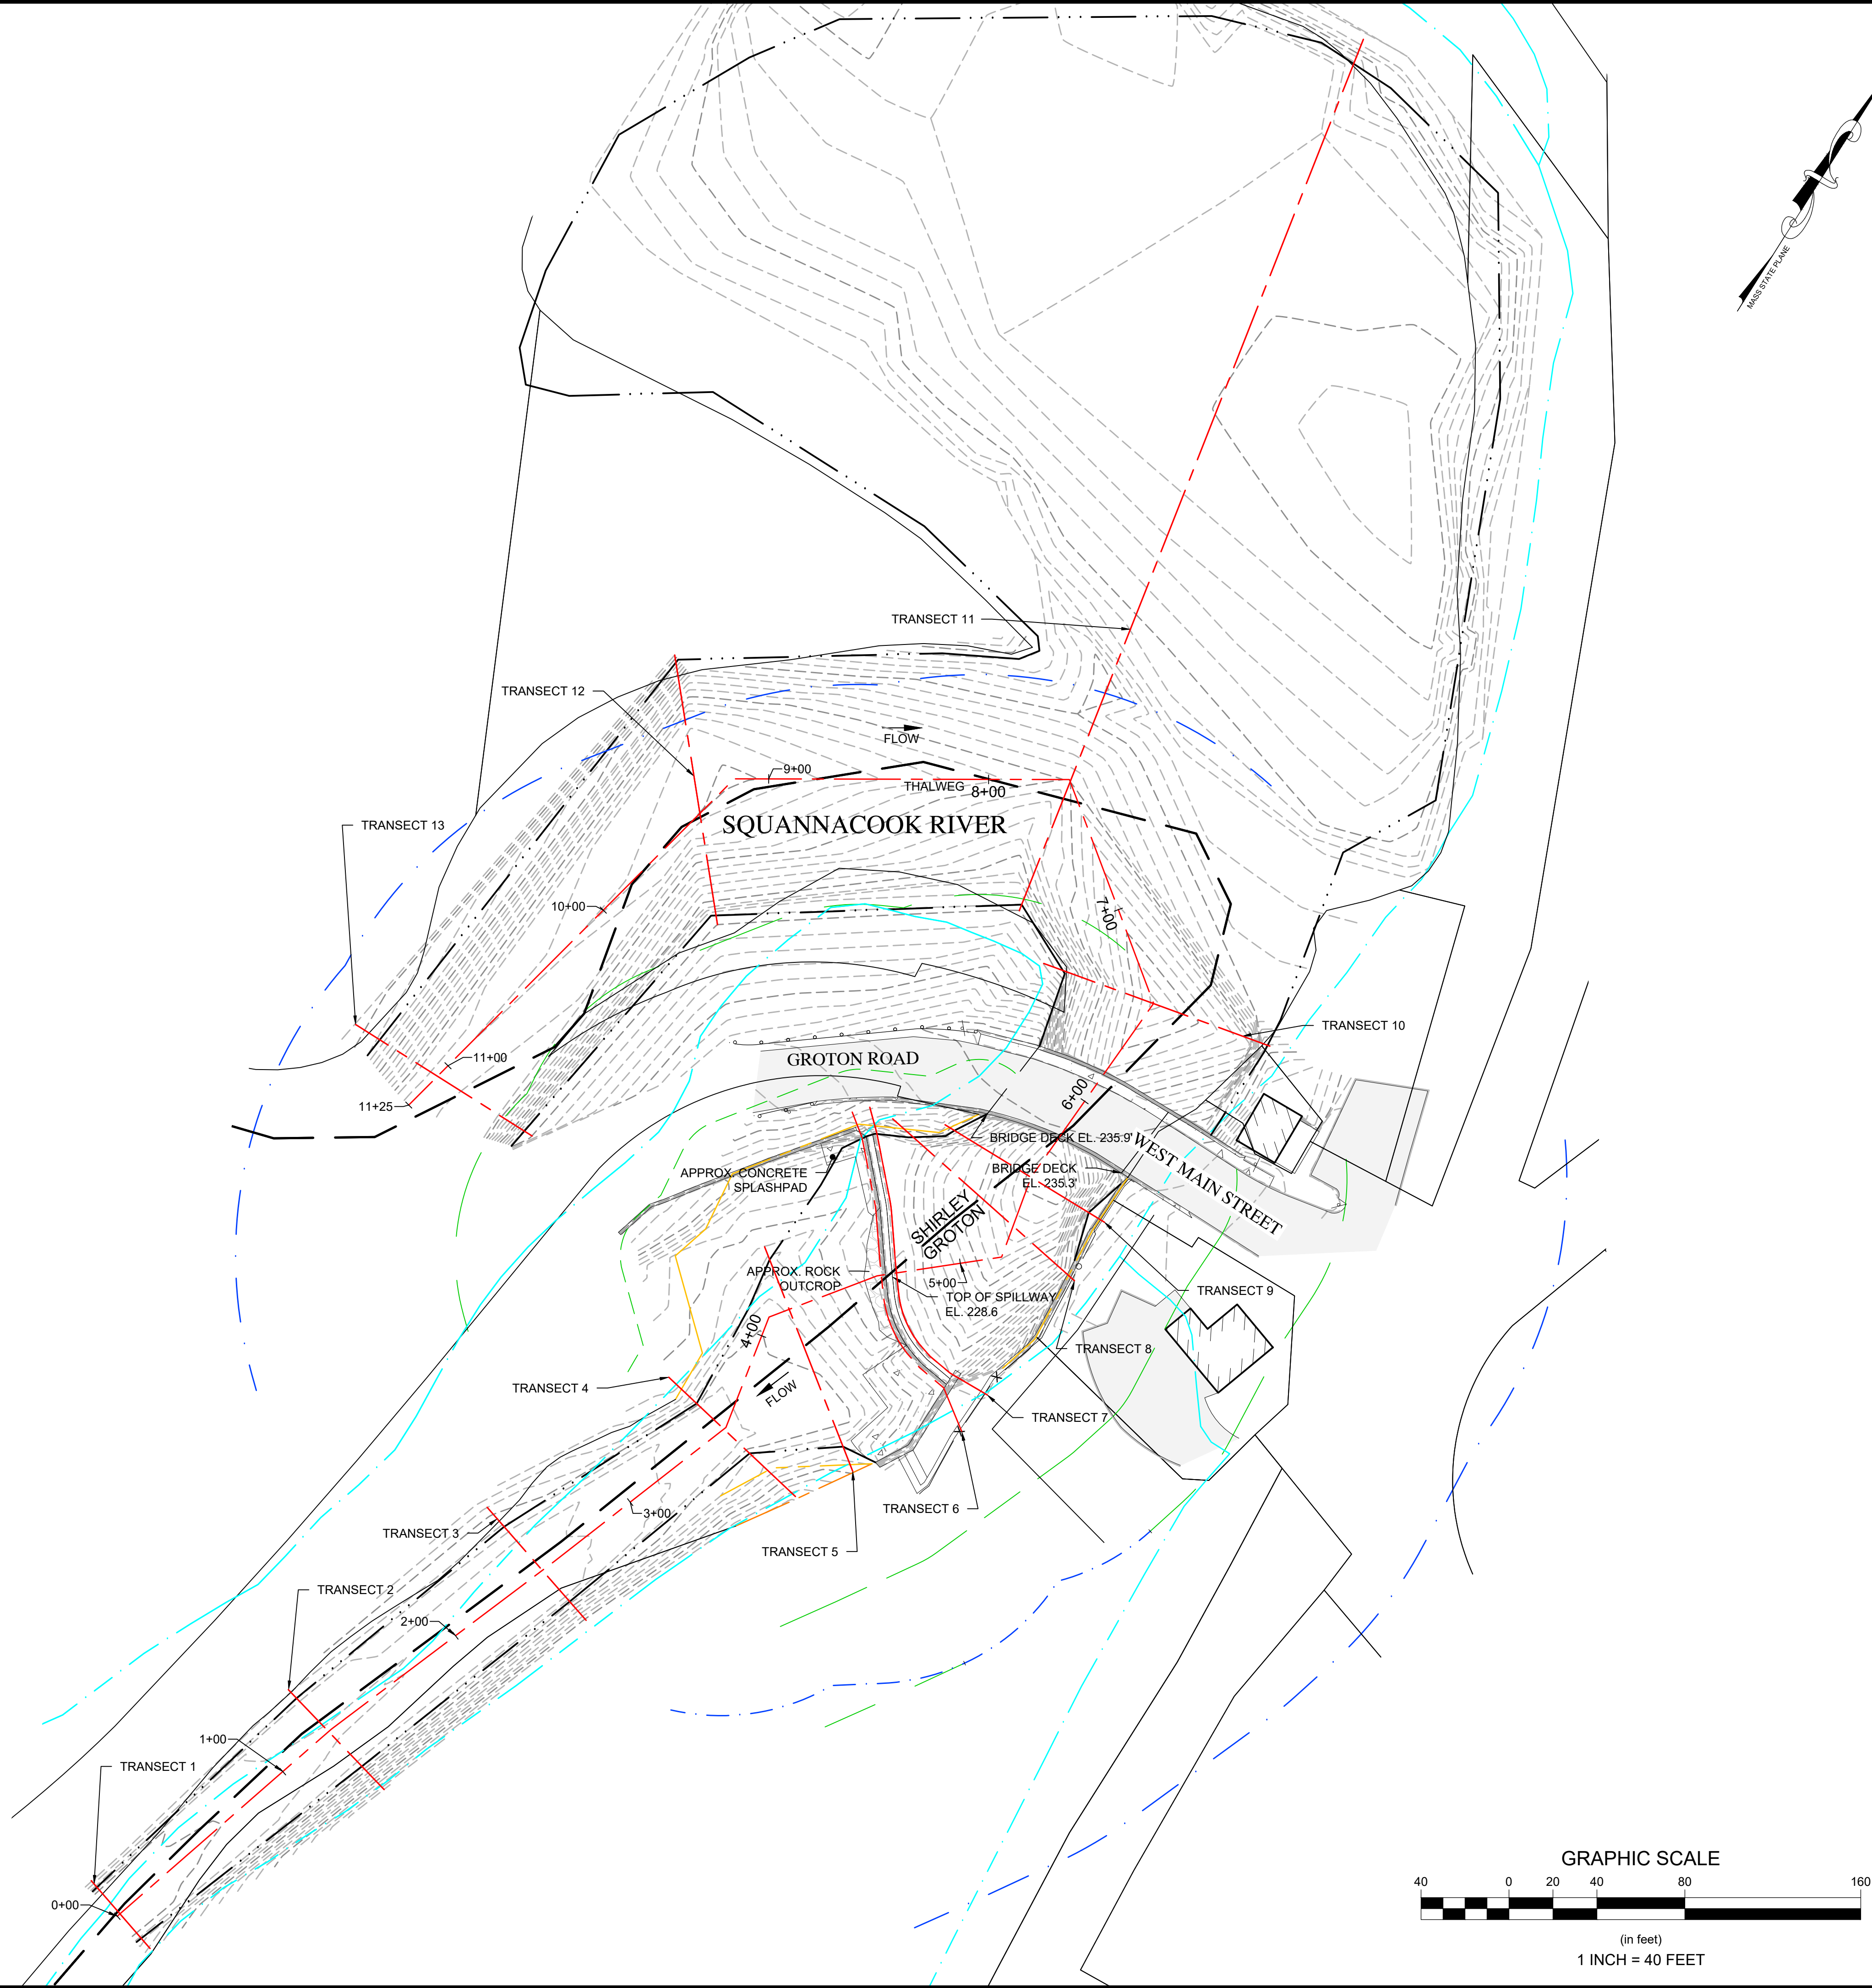 MASS STATE PLANE
TRANSECT 11
TRANSECT 12
FLOW
9+00
THALWEG
8+00
SQUANNACOOK RIVER
TRANSECT 13
10+00
7+00
TRANSECT 10
11+00
GROTON ROAD
11+25
6+00
BRIDGE DECK EL. 235.9'
WEST MAIN STREET
BRIDGE DECK
EL. 235.3'
APPROX. CONCRETE
SPLASHPAD
SHIRLEY
GROTON
APPROX. ROCK
OUTCROP
5+00
TOP OF SPILLWAY
EL. 228.6
TRANSECT 9
4+00
TRANSECT 8
FLOW
TRANSECT 4
TRANSECT 7
TRANSECT 6
3+00
TRANSECT 3
TRANSECT 5
TRANSECT 2
2+00
1+00
TRANSECT 1
0+00
GRAPHIC SCALE
40 0 20 40 80 160
(in feet)
1 INCH = 40 FEET